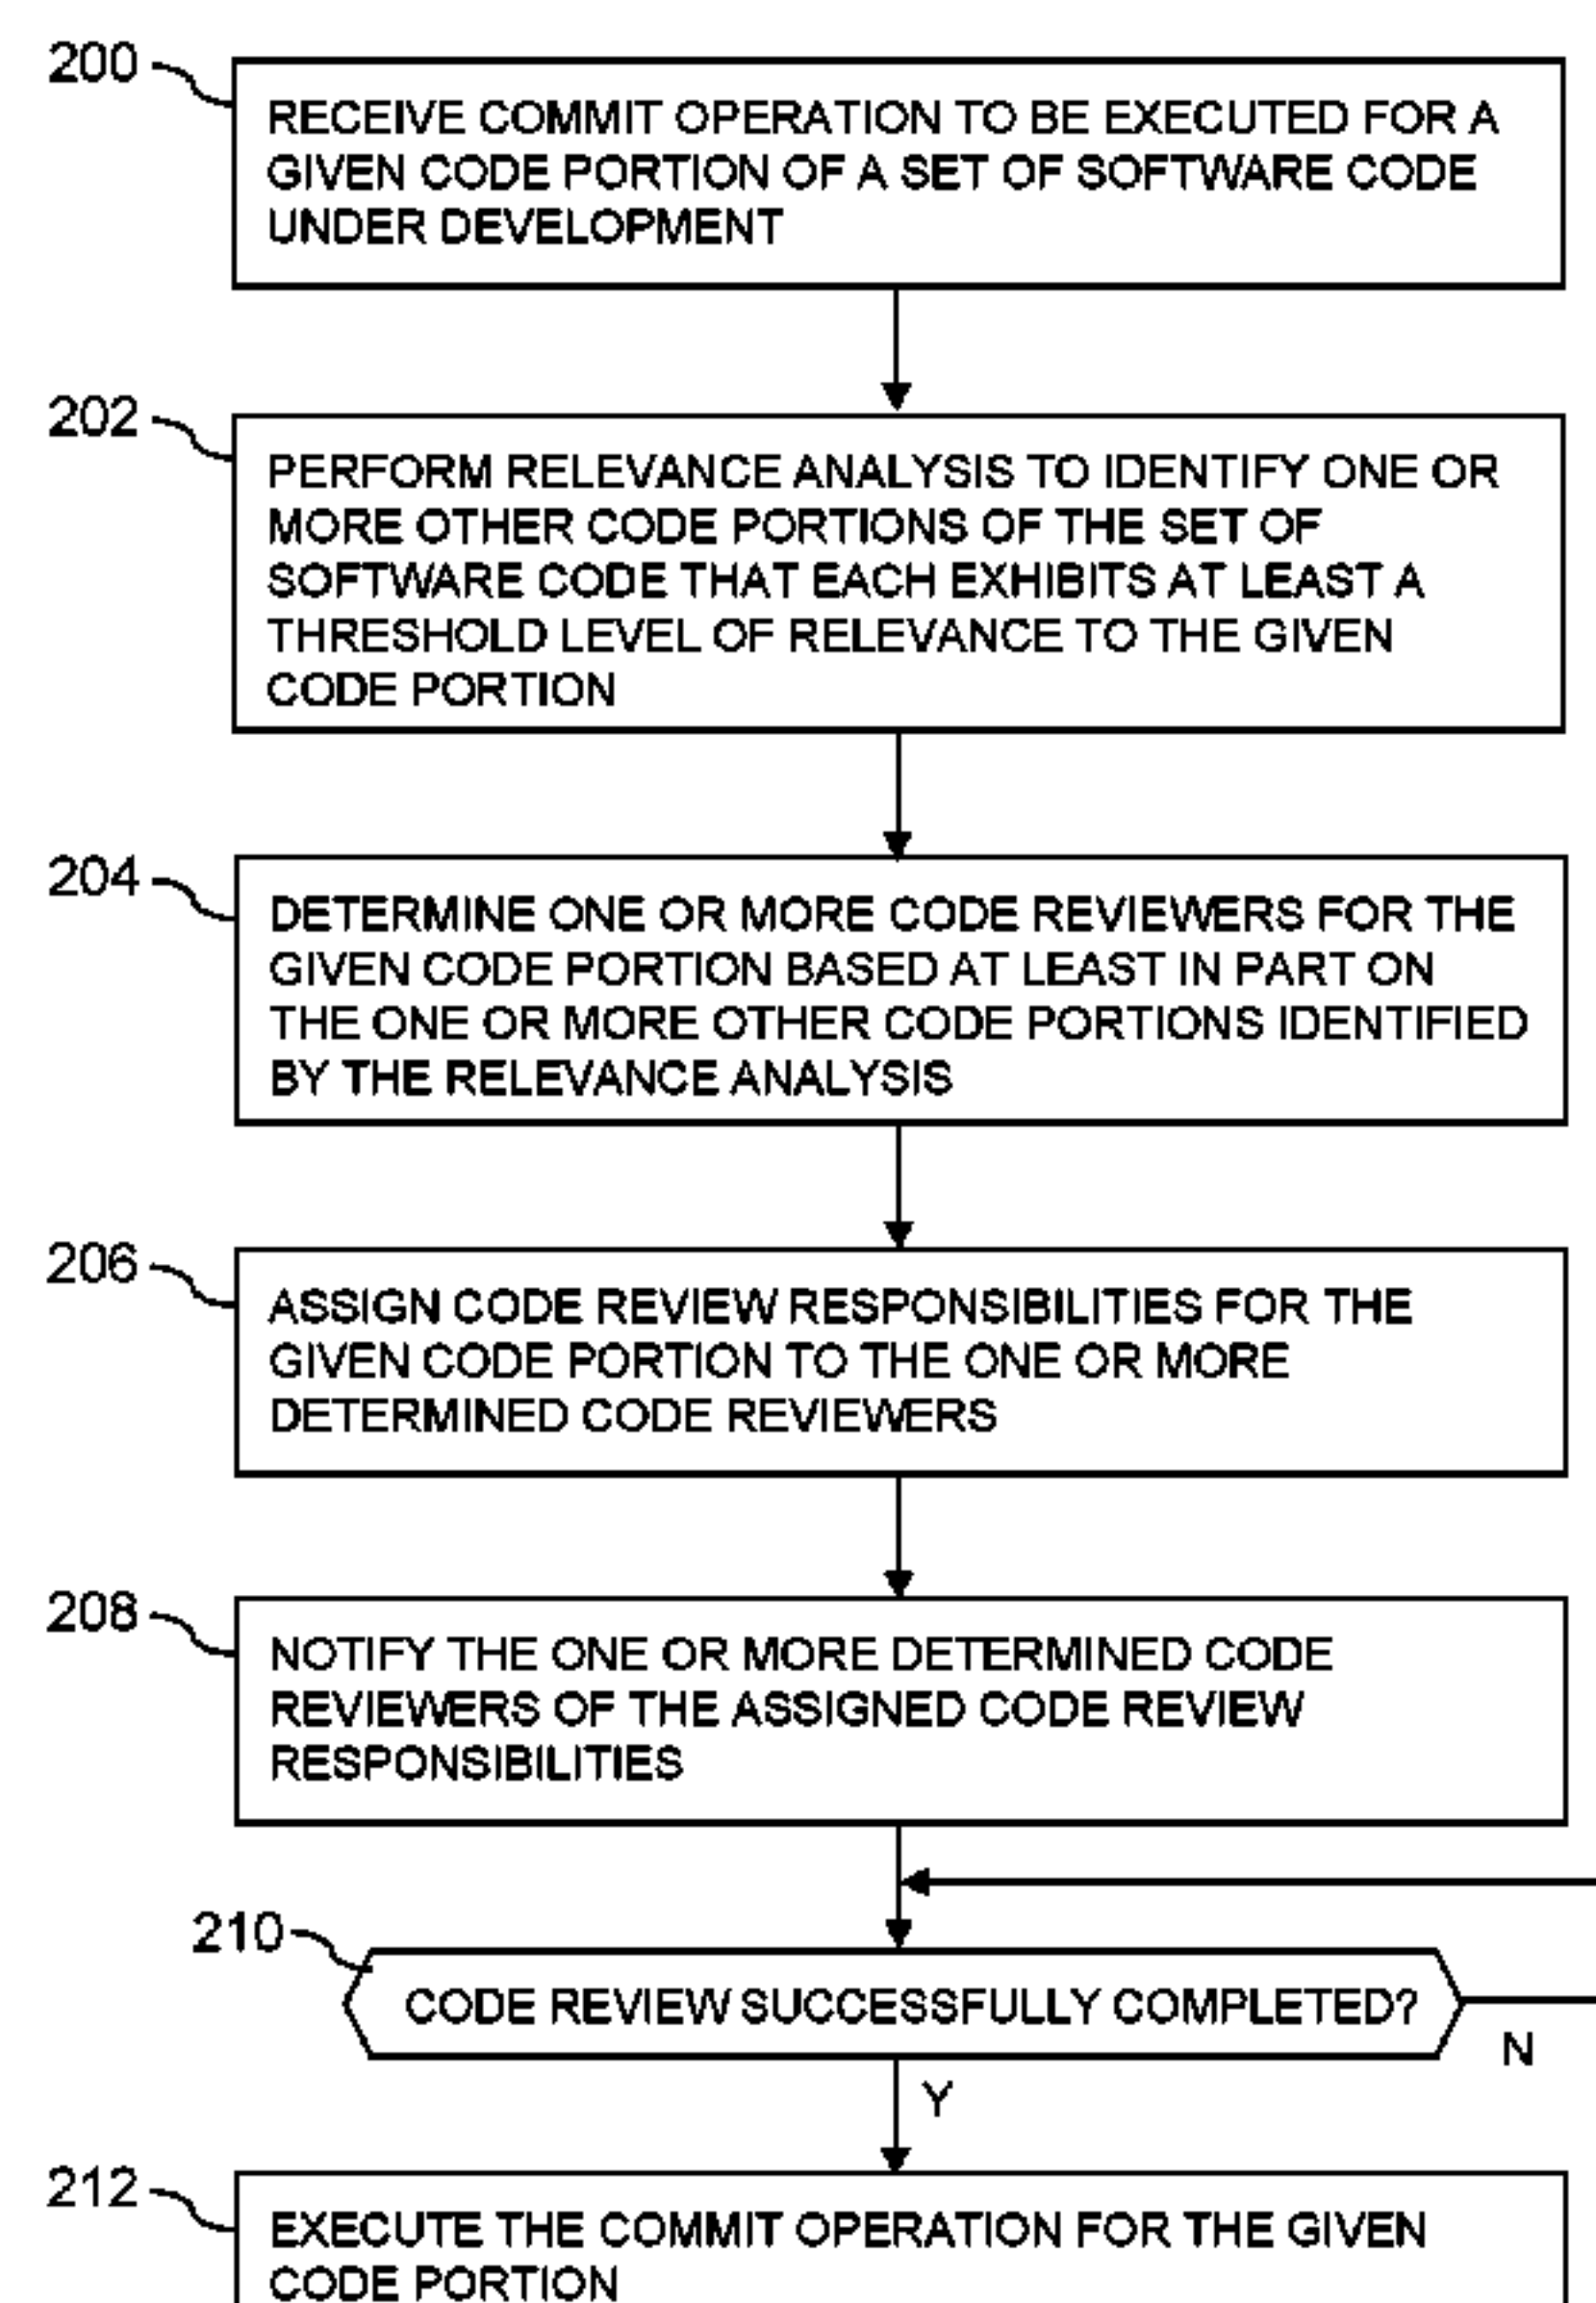 200
RECEIVE COMMIT OPERATION TO BE EXECUTED FOR A
GIVEN CODE PORTION OF A SET OF SOFTWARE CODE
UNDER DEVELOPMENT
202
PERFORM RELEVANCE ANALYSIS TO IDENTIFY ONE OR
MORE OTHER CODE PORTIONS OF THE SET OF
SOFTWARE CODE THAT EACH EXHIBITS AT LEAST A
THRESHOLD LEVEL OF RELEVANCE TO THE GIVEN
CODE PORTION
204
DETERMINE ONE OR MORE CODE REVIEWERS FOR THE
GIVEN CODE PORTION BASED AT LEAST IN PART ON
THE ONE OR MORE OTHER CODE PORTIONS IDENTIFIED
BY THE RELEVANCE ANALYSIS
206
ASSIGN CODE REVIEW RESPONSIBILITIES FOR THE
GIVEN CODE PORTION TO THE ONE OR MORE
DETERMINED CODE REVIEWERS
208
NOTIFY THE ONE OR MORE DETERMINED CODE
REVIEWERS OF THE ASSIGNED CODE REVIEW
RESPONSIBILITIES
210
CODE REVIEW SUCCESSFULLY COMPLETED?
N
Y
212
EXECUTE THE COMMIT OPERATION FOR THE GIVEN
CODE PORTION